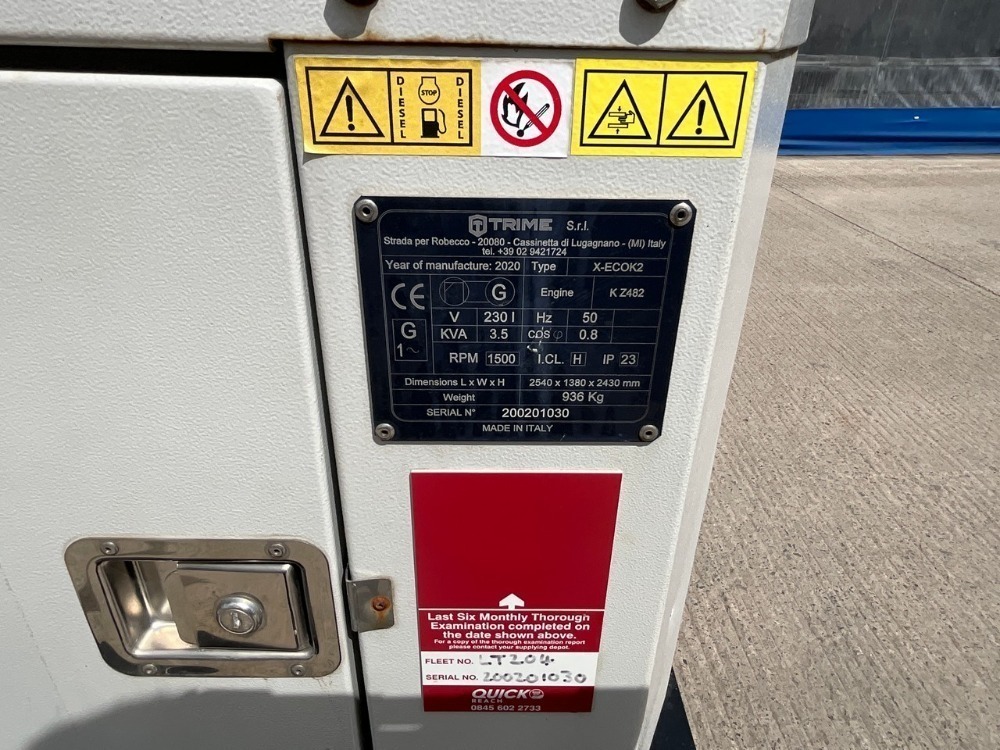 DIESEL STOP DIESEL
TRIME S.r.l.
Strada per Robecco - 20080 - Cassinetta di Lugagnano - (MI) Italy
tel. +39 02 9421724
Year of manufacture: 2020 Type X-ECOK2
CE G Engine K Z482
V 230 I Hz 50
G 1~ KVA 3.5 cos φ 0.8
RPM 1500 I.CL. H IP 23
Dimensions L x W x H 2540 x 1380 x 2430 mm
Weight 936 Kg
SERIAL N° 200201030
MADE IN ITALY
Last Six Monthly Thorough
Examination completed on
the date shown above.
For a copy of the thorough examination report
please contact your supplying depot.
FLEET NO. LT204
SERIAL NO. 200201030
QUICK
REACH
0845 602 2733